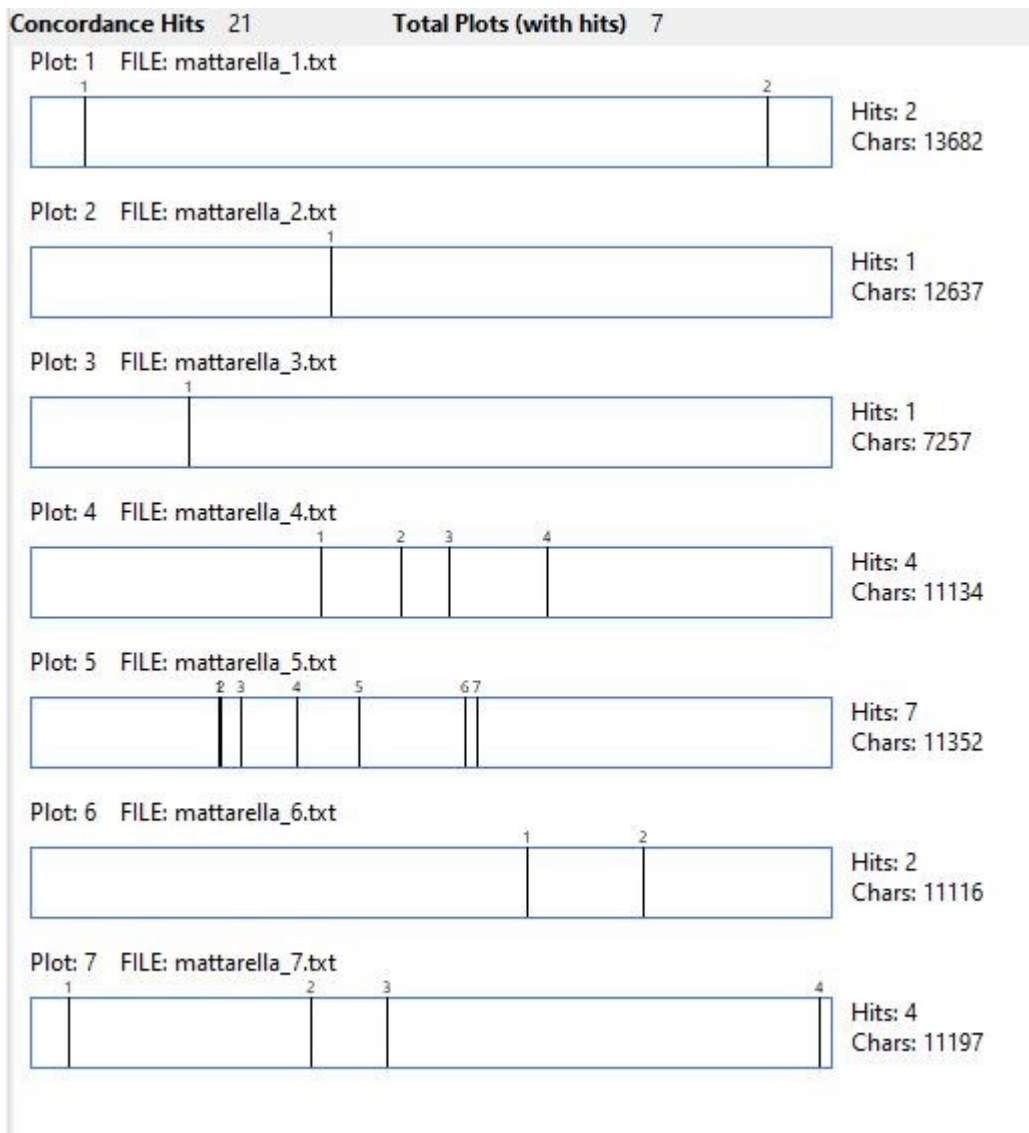 Concordance Hits 21 Total Plots (with hits) 7
Plot: 1 FILE: mattarella_1.txt
1 2
Hits: 2
Chars: 13682
Plot: 2 FILE: mattarella_2.txt
1
Hits: 1
Chars: 12637
Plot: 3 FILE: mattarella_3.txt
1
Hits: 1
Chars: 7257
Plot: 4 FILE: mattarella_4.txt
1 2 3 4
Hits: 4
Chars: 11134
Plot: 5 FILE: mattarella_5.txt
1 2 3 4 5 6 7
Hits: 7
Chars: 11352
Plot: 6 FILE: mattarella_6.txt
1 2
Hits: 2
Chars: 11116
Plot: 7 FILE: mattarella_7.txt
1 2 3 4
Hits: 4
Chars: 11197